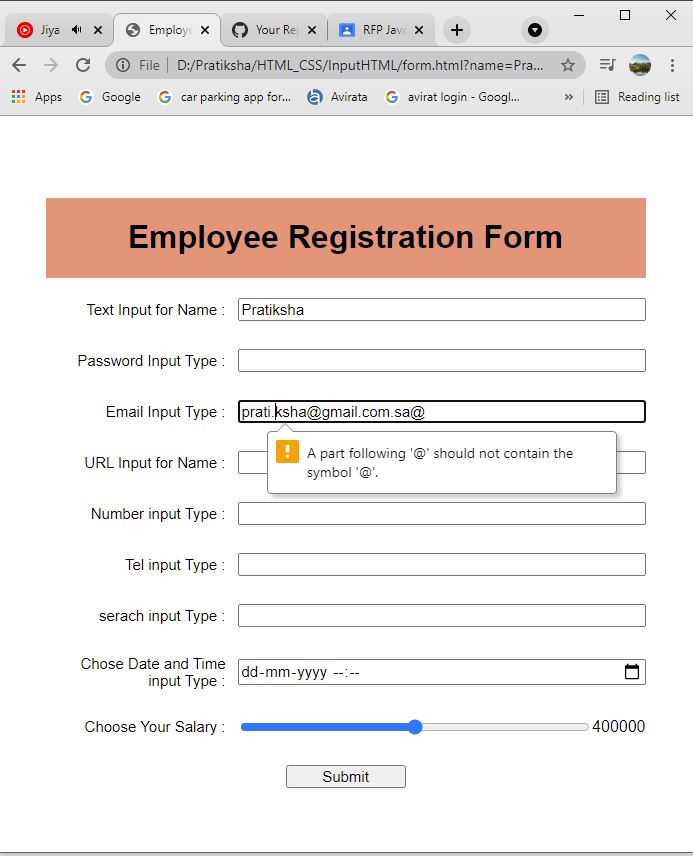 Jiya
Employe
Your Rep
RFP Java
File | D:/Pratiksha/HTML_CSS/InputHTML/form.html?name=Pra...
Apps Google car parking app for... Avirata avirat login - Googl... » Reading list
Employee Registration Form
Text Input for Name : Pratiksha
Password Input Type :
Email Input Type : prati.ksha@gmail.com.sa@
A part following '@' should not contain the
symbol '@'.
URL Input for Name :
Number input Type :
Tel input Type :
serach input Type :
Chose Date and Time
input Type : dd-mm-yyyy --:--
Choose Your Salary : 400000
Submit